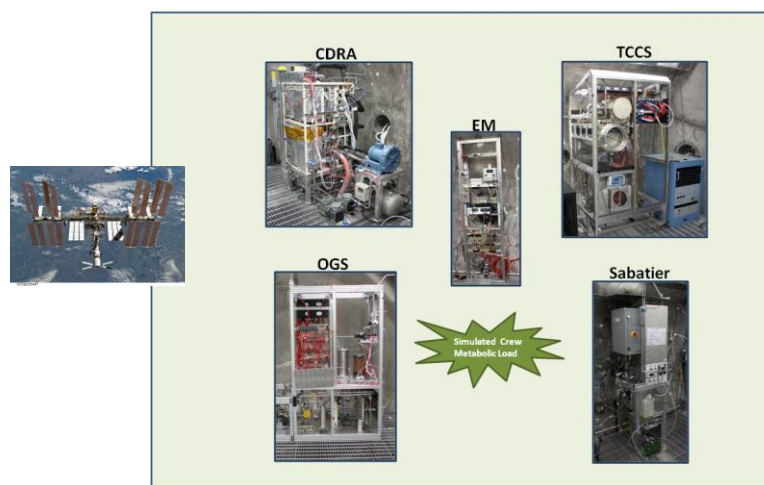 CDRA
TCCS
EM
OGS
Sabatier
Simulated Crew
Metabolic Load